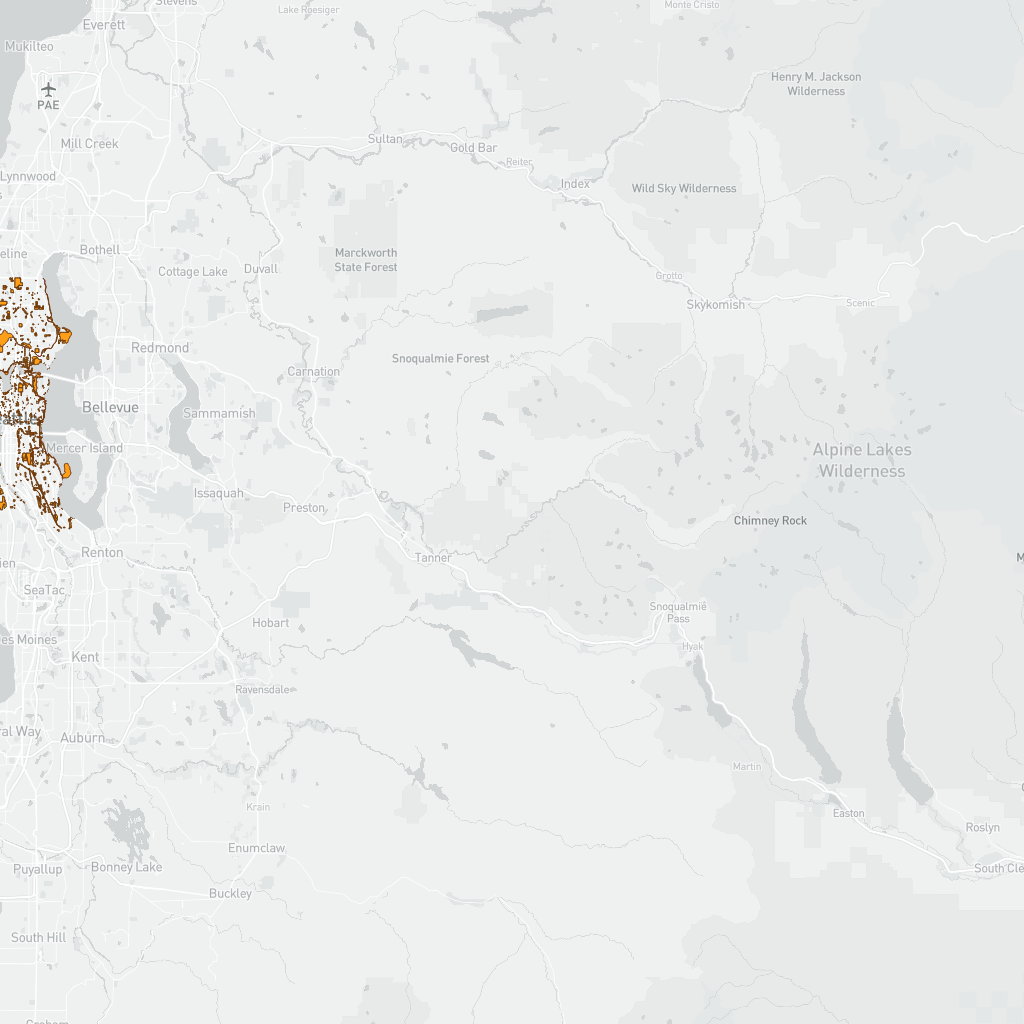 Stevens
Lake Roesiger
Monte Cristo
Everett
Mukilteo
Henry M. Jackson
Wilderness
PAE
Mill Creek
Sultan
Gold Bar
Reiter
Lynnwood
Index
Wild Sky Wilderness
eline
Bothell
Marckworth
State Forest
Cottage Lake
Duvall
Grotto
Skykomish
Scenic
Redmond
Snoqualmie Forest
Carnation
Bellevue
Sammamish
Mercer Island
Alpine Lakes
Wilderness
Issaquah
Preston
Chimney Rock
Renton
Tanner
M
ien
SeaTac
Snoqualmie
Pass
Hobart
es Moines
Hyak
Kent
Ravensdale
ral Way
Auburn
Martin
Krain
Easton
Roslyn
Enumclaw
Puyallup
Bonney Lake
South Cle
Buckley
South Hill
Graham